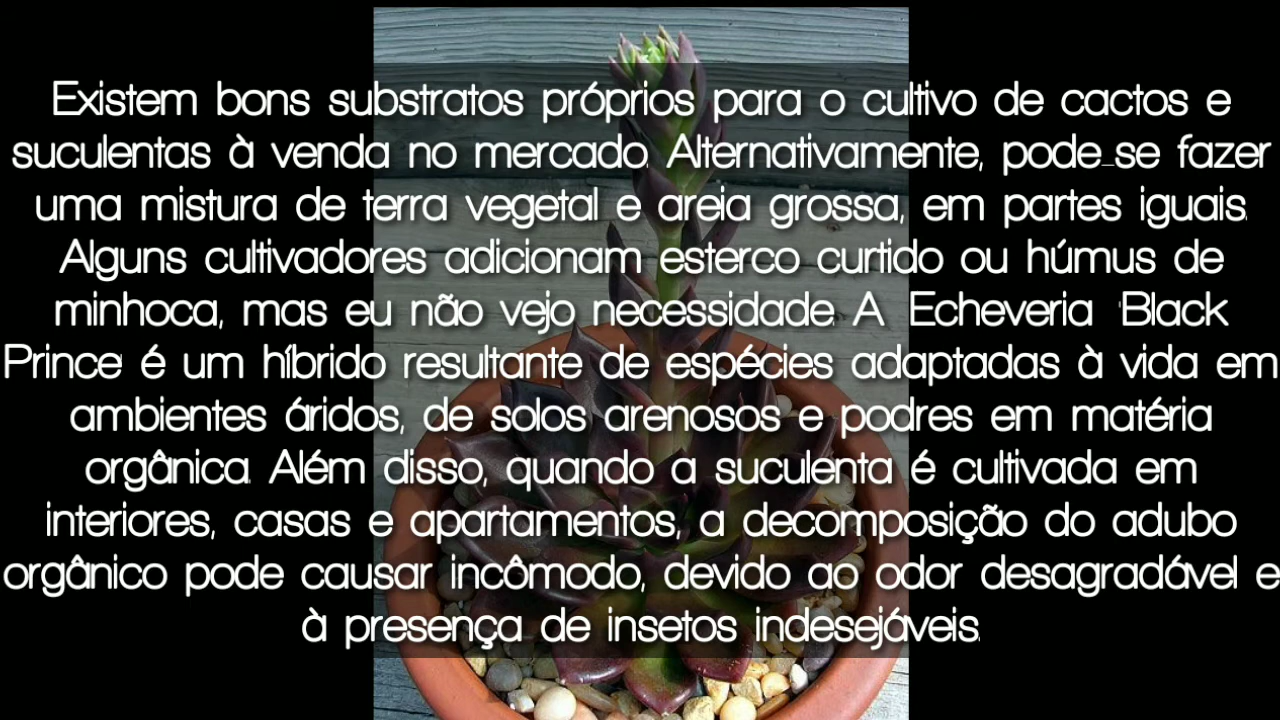 Existem bons substratos próprios para o cultivo de cactos e
suculentas à venda no mercado. Alternativamente, pode-se fazer
uma mistura de terra vegetal e areia grossa, em partes iguais.
Alguns cultivadores adicionam esterco curtido ou húmus de
minhoca, mas eu não vejo necessidade. A Echeveria 'Black
Prince' é um híbrido resultante de espécies adaptadas à vida em
ambientes áridos, de solos arenosos e podres em matéria
orgânica. Além disso, quando a suculenta é cultivada em
interiores, casas e apartamentos, a decomposição do adubo
orgânico pode causar incômodo, devido ao odor desagradável e
à presença de insetos indesejáveis.